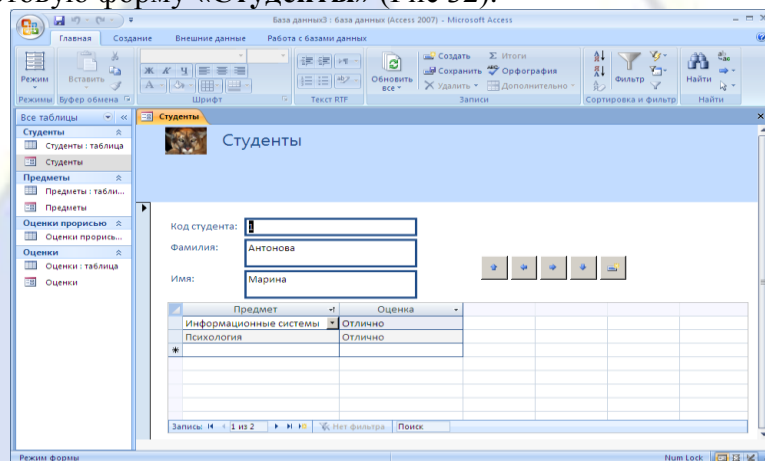 товую форму «Студенты» (Рис 32).
База данных3 : база данных (Access 2007) - Microsoft Access
Главная Создание Внешние данные Работа с базами данных
Режим
Вставить
Ж К Ч
Обновить все
Создать
Сохранить
Удалить
Итоги
Орфография
Дополнительно
Фильтр
Найти
Режимы Буфер обмена Шрифт Текст RTF Записи Сортировка и фильтр Найти
Все таблицы
Студенты
Студенты : таблица
Студенты
Предметы
Предметы : табли...
Предметы
Оценки прорисью
Оценки прорись...
Оценки
Оценки : таблица
Оценки
Студенты
Студенты
Код студента: 1
Фамилия: Антонова
Имя: Марина
Предмет Оценка
Информационные системы Отлично
Психология Отлично
Запись: 1 из 2 Нет фильтра Поиск
Режим формы Num Lock